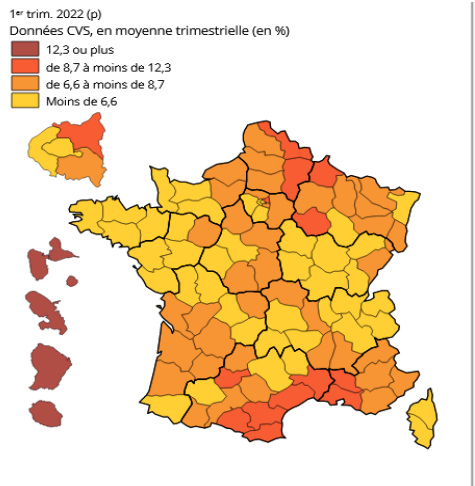 1er trim. 2022 (p)
Données CVS, en moyenne trimestrielle (en %)
12,3 ou plus
de 8,7 à moins de 12,3
de 6,6 à moins de 8,7
Moins de 6,6